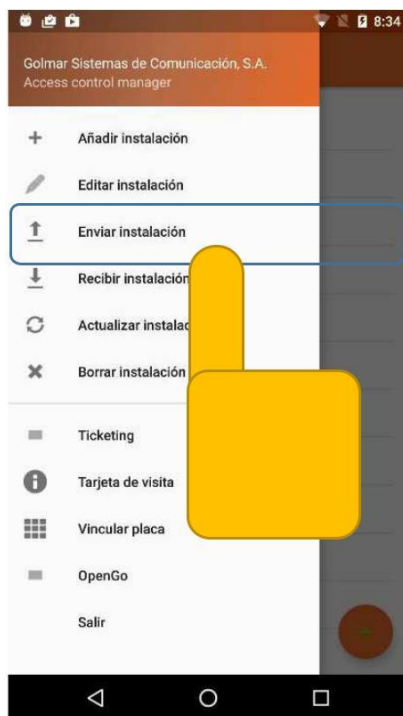 8:34
Golmar Sistemas de Comunicación, S.A.
Access control manager
Añadir instalación
Editar instalación
Enviar instalación
Recibir instalación
Actualizar instalac
Borrar instalación
Ticketing
Tarjeta de visita
Vincular placa
OpenGo
Salir